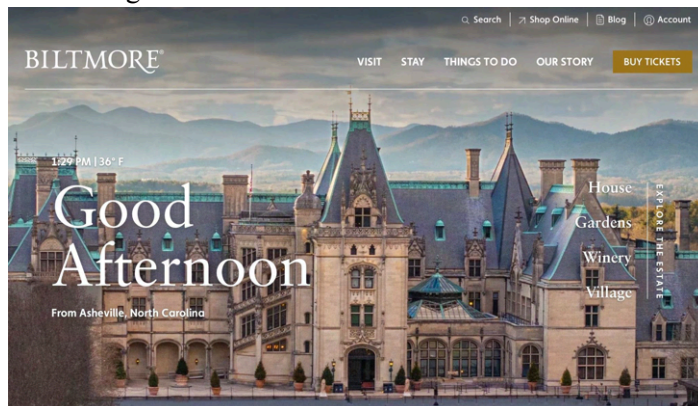 Search Shop Online Blog Account
BILTMORE®
VISIT STAY THINGS TO DO OUR STORY BUY TICKETS
1:29 PM | 36° F
Good
Afternoon
From Asheville, North Carolina
House
Gardens
Winery
Village
EXPLORE THE ESTATE